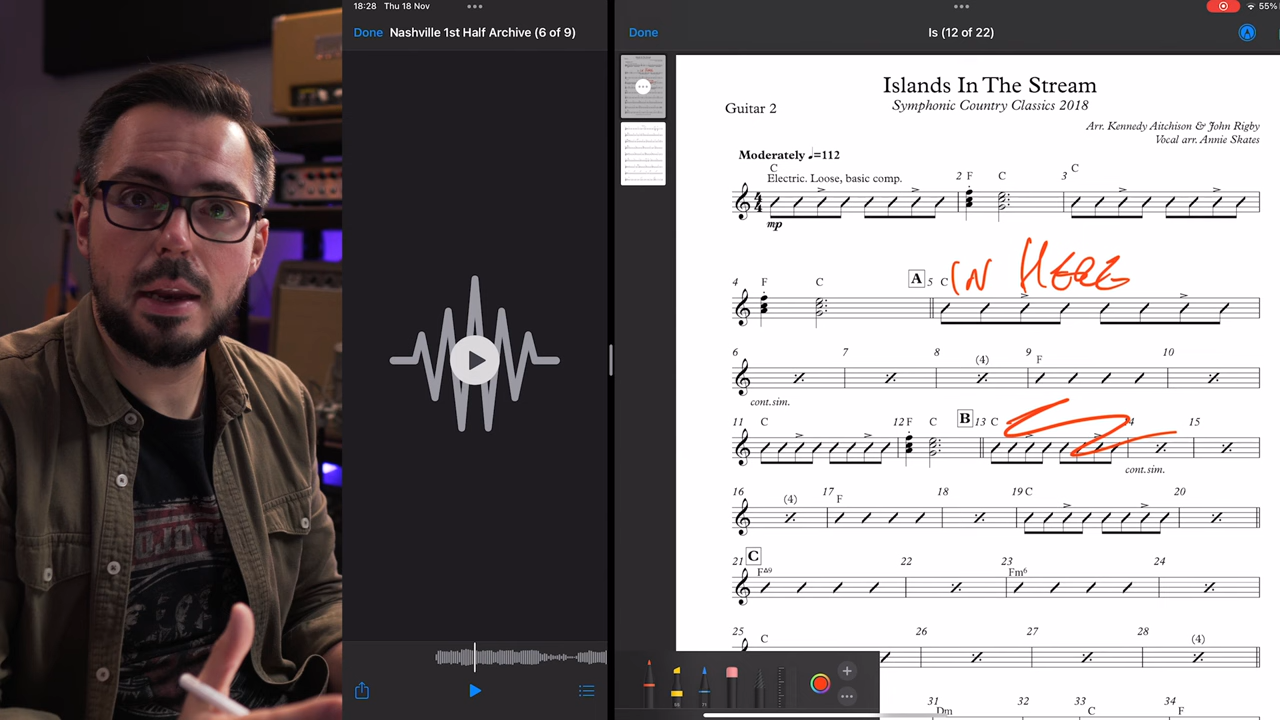 18:28 Thu 18 Nov
Done Nashville 1st Half Archive (6 of 9)
55%
Done Is (12 of 22)
Islands In The Stream
Symphonic Country Classics 2018
Guitar 2
Arr. Kennedy Aitchison & John Rigby
Vocal arr. Annie Skates
Moderately ♩=112
C
Electric. Loose, basic comp.
2 F C 3 C
mp
4 F C A 5 C IN HERE
6 7 8 (4) 9 F 10
cont.sim.
11 C 12 F C B 13 C 4 15
cont.sim.
16 (4) 17 F 18 19 C 20
C
21 22 23 24
F△9 Fm6
25 C 26 27 28 (4)
31 32 33 34
Dm C F